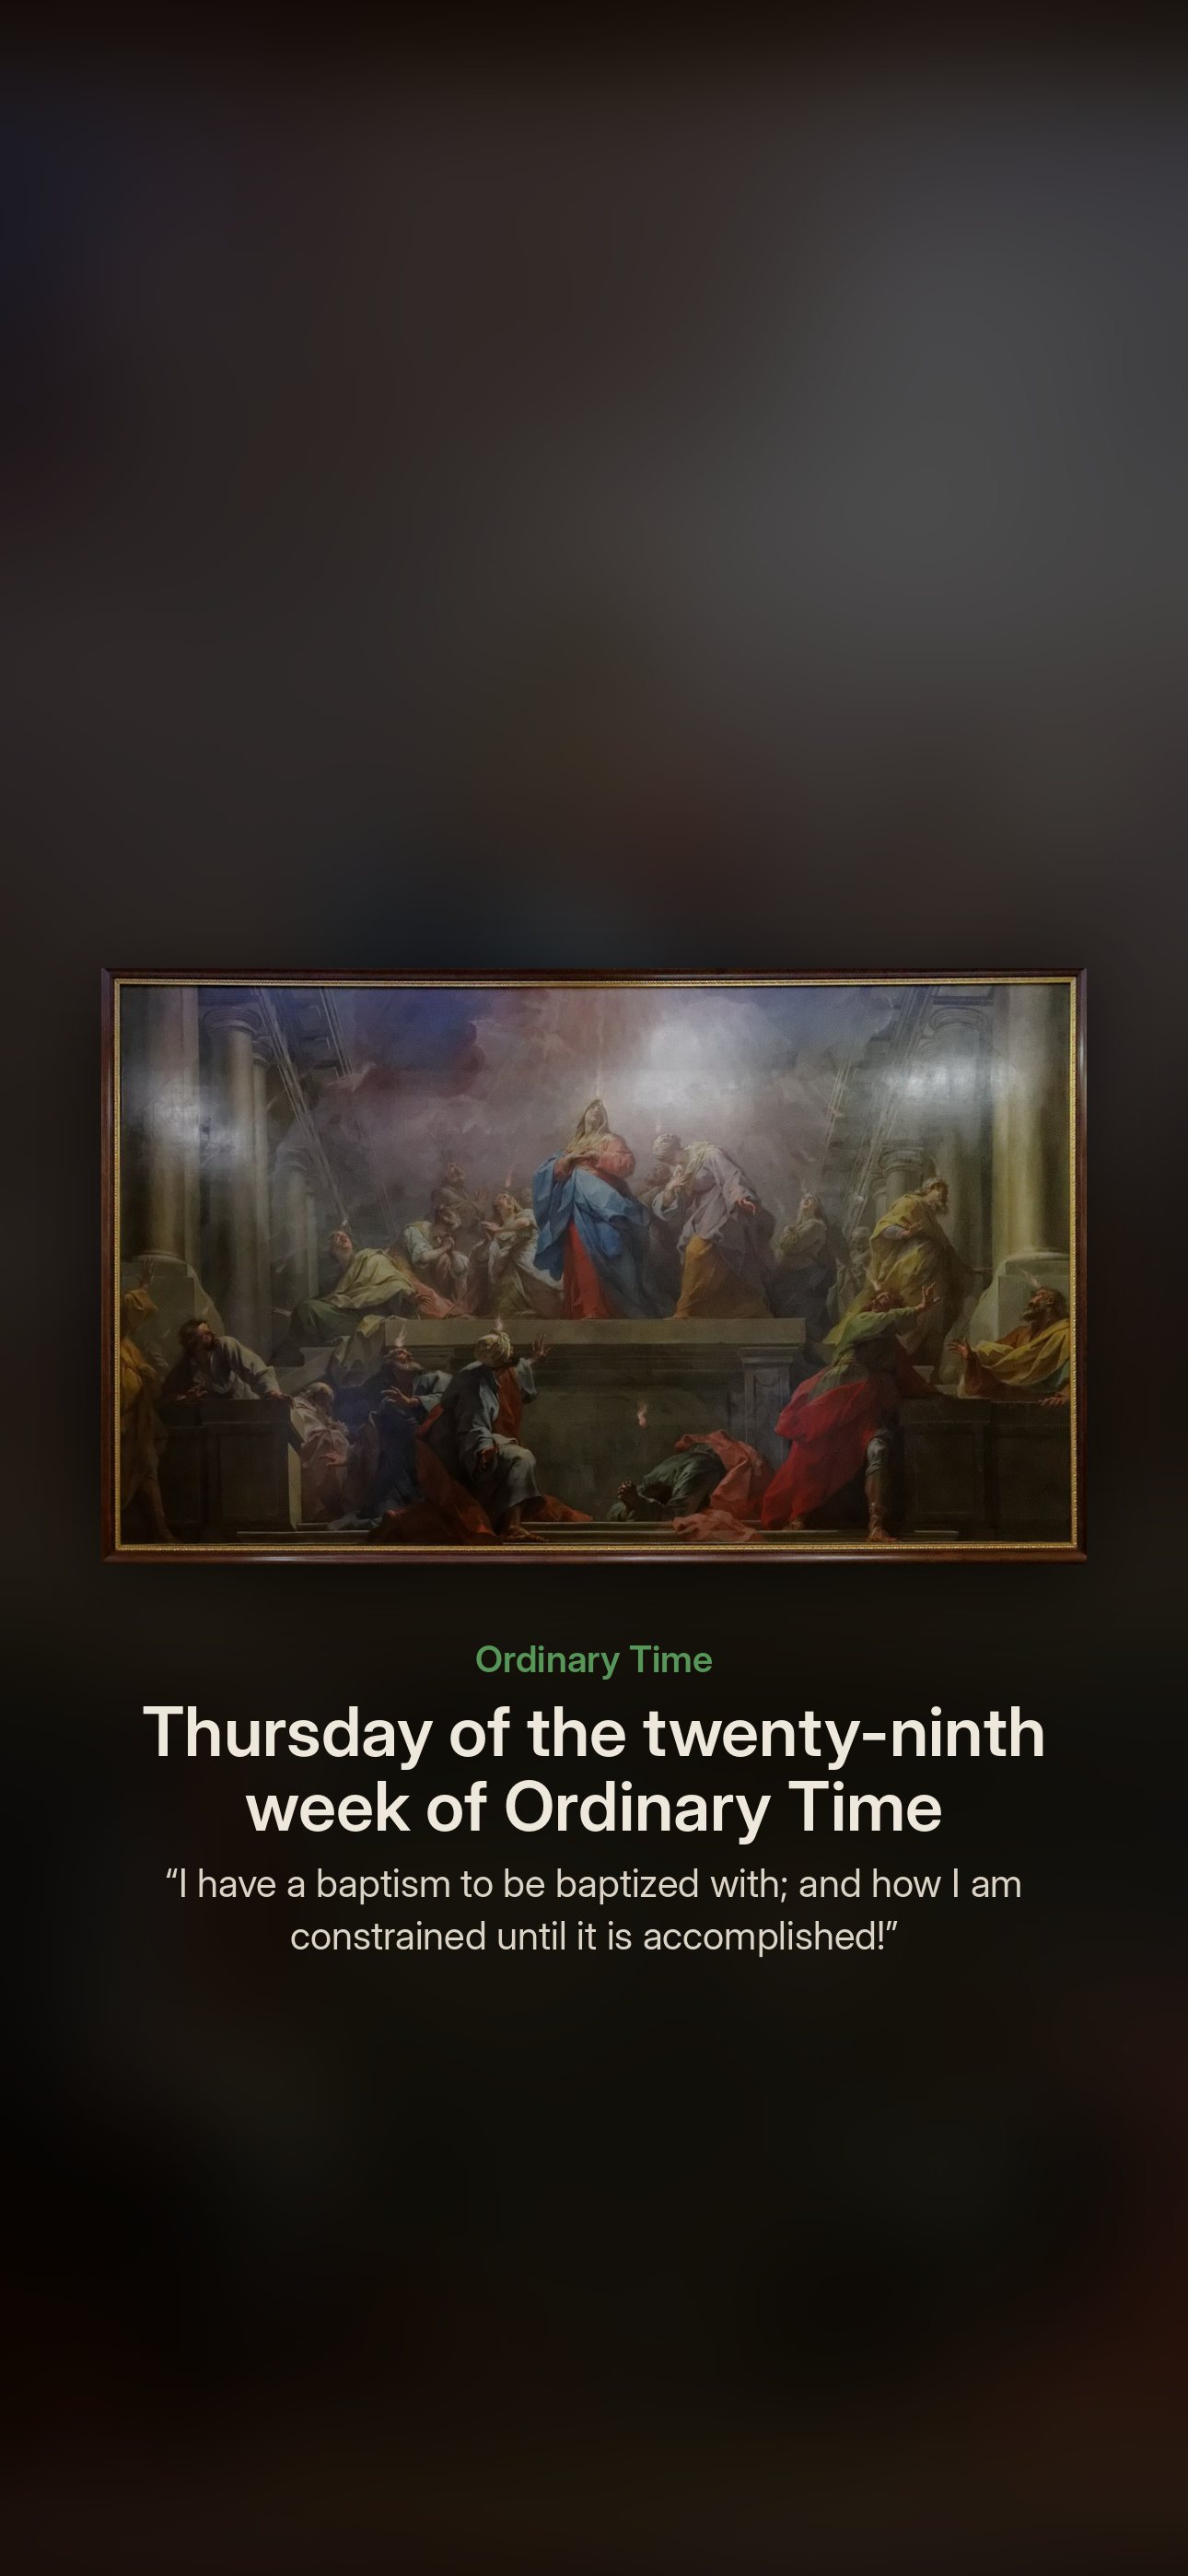 Ordinary Time
Thursday of the twenty-ninth
week of Ordinary Time
“I have a baptism to be baptized with; and how I am
constrained until it is accomplished!”